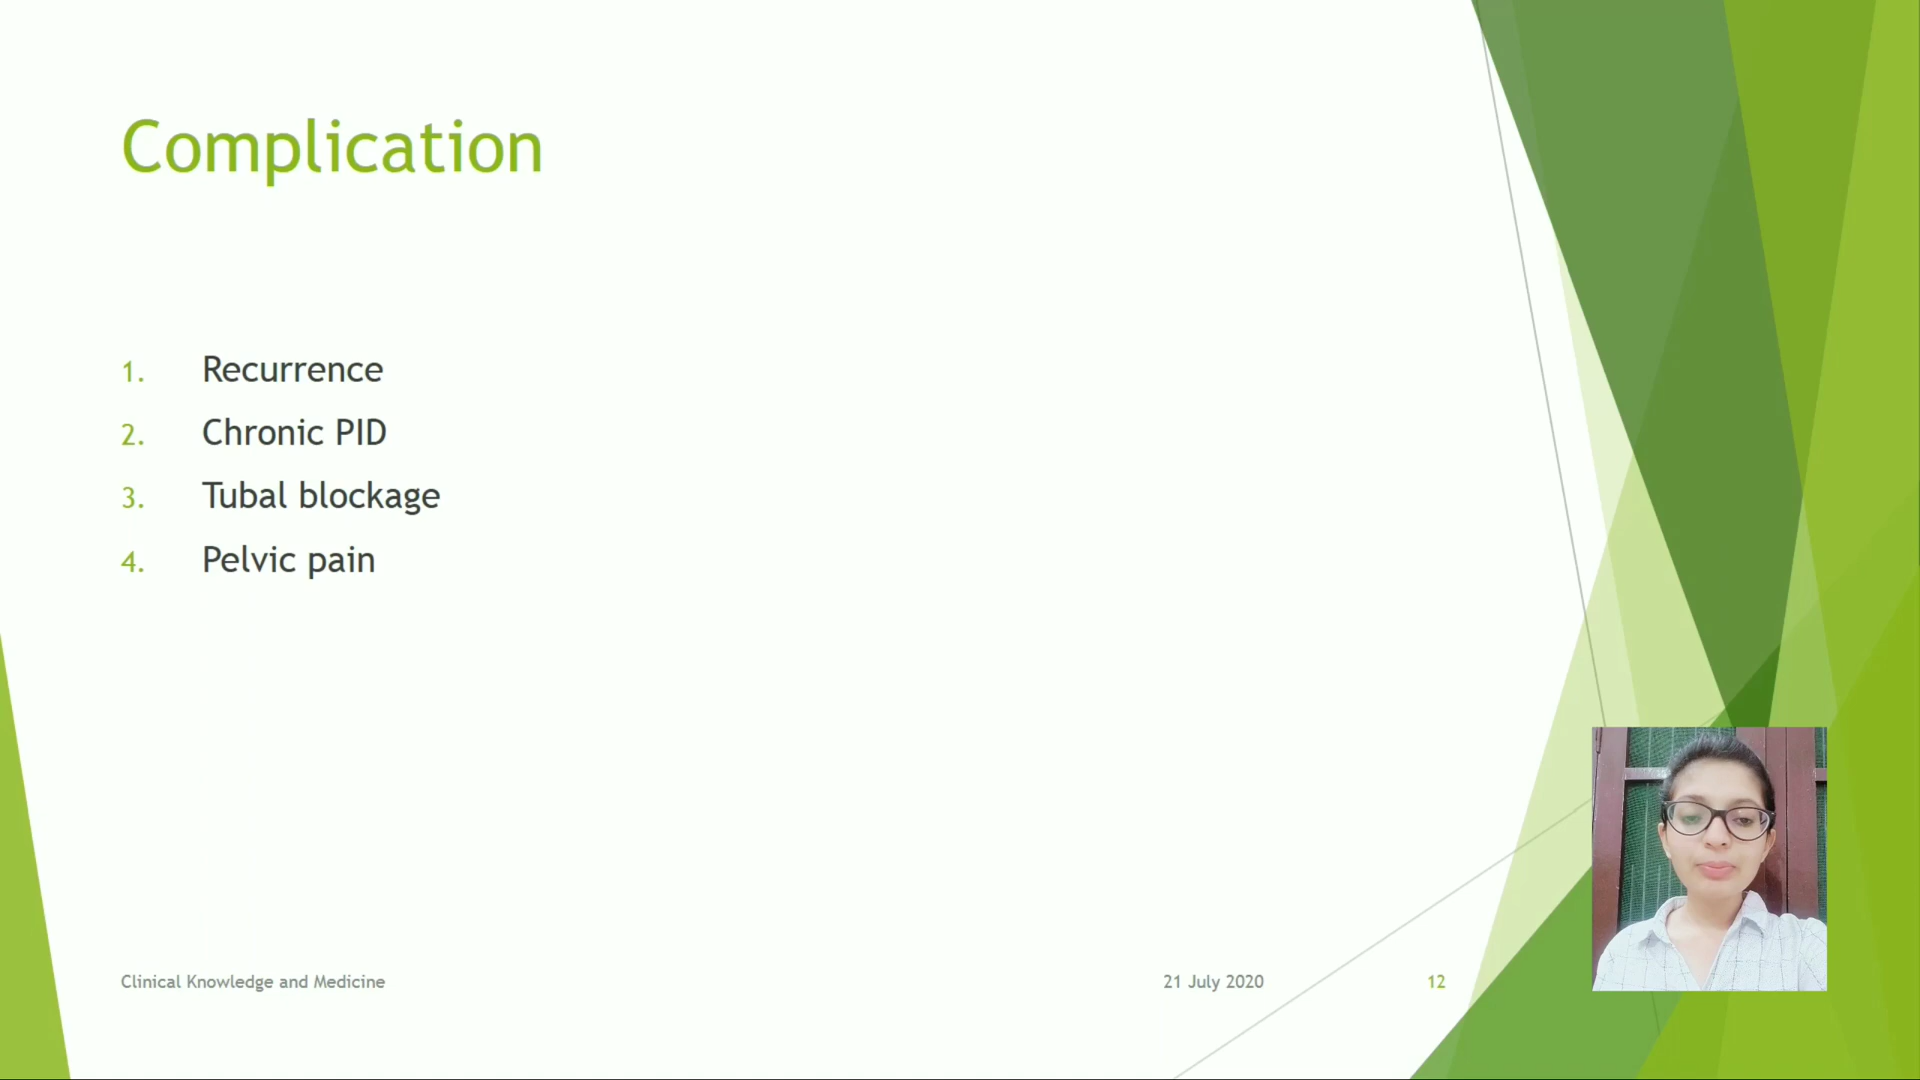 Complication
1. Recurrence
2. Chronic PID
3. Tubal blockage
4. Pelvic pain
Clinical Knowledge and Medicine 21 July 2020 12